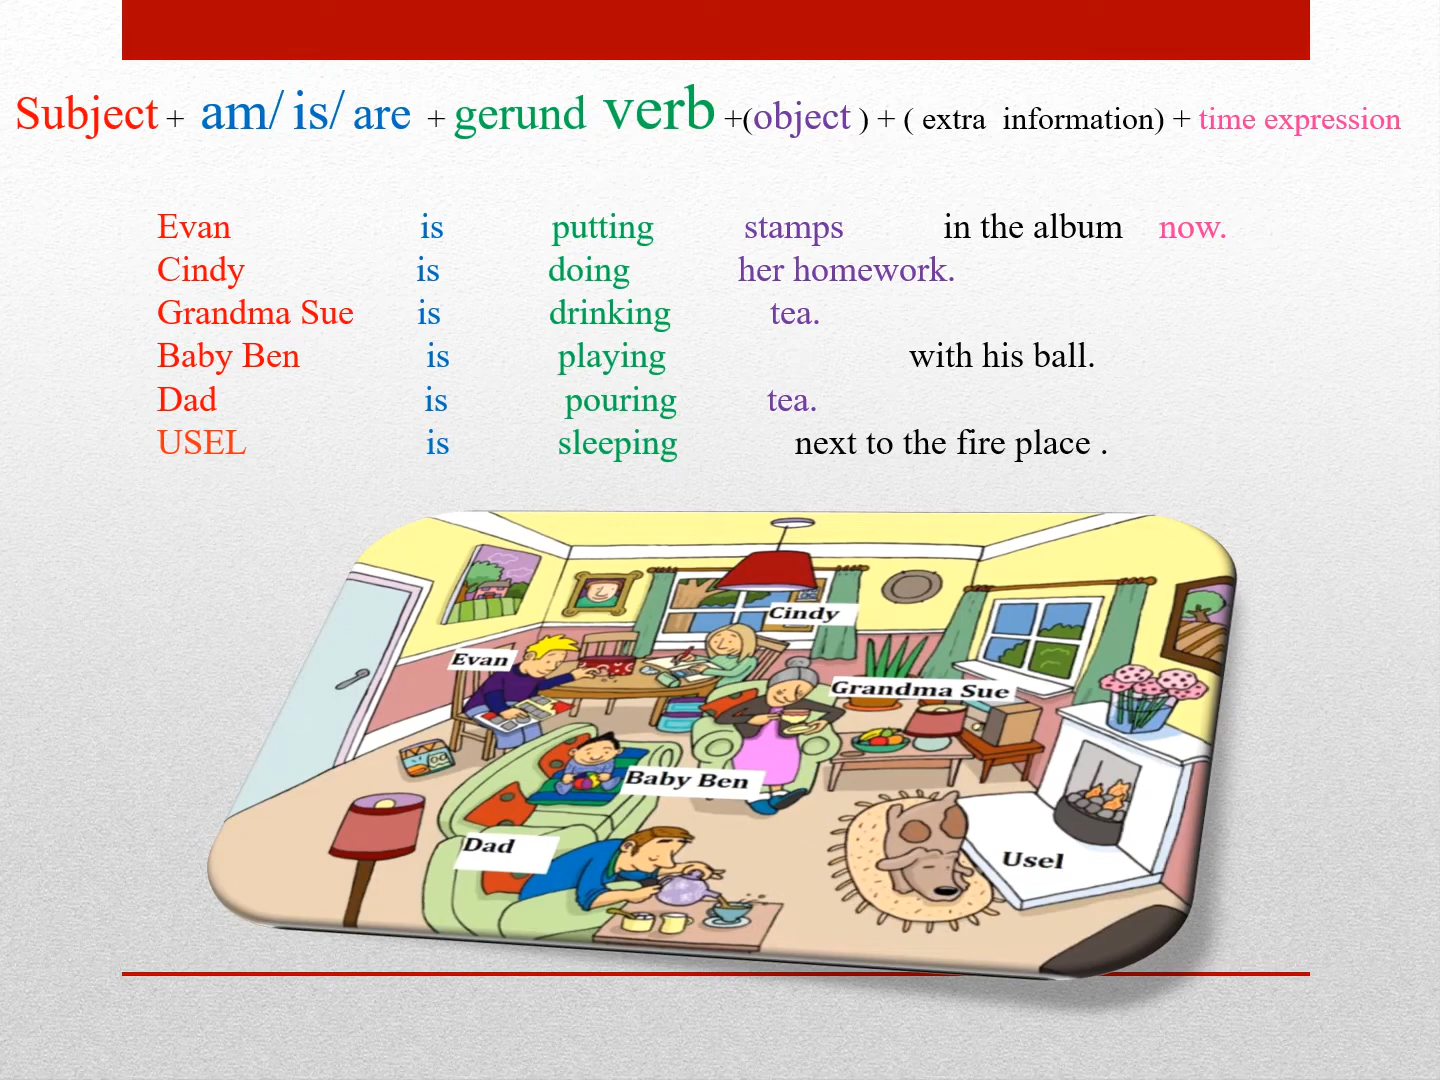 Subject + am/ is/ are + gerund verb +(object ) + ( extra information) + time expression
Evan is putting stamps in the album now.
Cindy is doing her homework.
Grandma Sue is drinking tea.
Baby Ben is playing with his ball.
Dad is pouring tea.
USEL is sleeping next to the fire place .
Cindy
Evan
Grandma Sue
Baby Ben
Dad
Usel